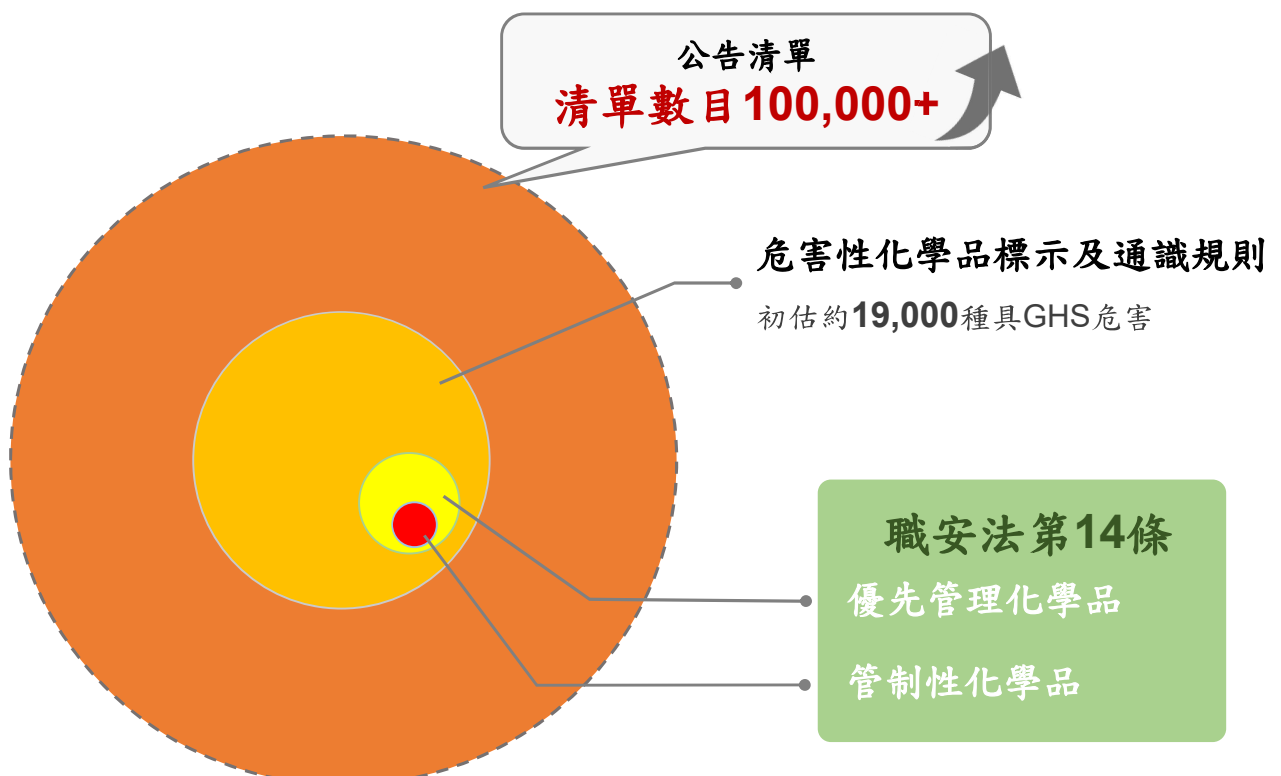 公告清單
清單數目100,000+
危害性化學品標示及通識規則
初估約19,000種具GHS危害
職安法第14條
優先管理化學品
管制性化學品